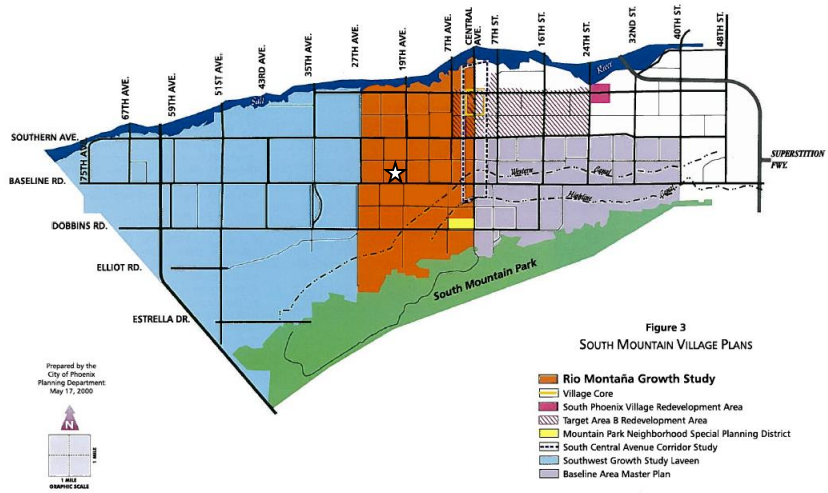 67TH AVE.
59TH AVE.
51ST AVE.
43RD AVE.
35TH AVE.
27TH AVE.
19TH AVE.
7TH AVE.
CENTRAL
AVE.
7TH ST.
16TH ST.
24TH ST.
32ND ST.
40TH ST.
48TH ST.
Salt
River
SOUTHERN AVE.
75TH AVE.
BASELINE RD.
Western
Canal
Highline
Canal
SUPERSTITION
FWY.
DOBBINS RD.
ELLIOT RD.
ESTRELLA DR.
South Mountain Park
Figure 3
SOUTH MOUNTAIN VILLAGE PLANS
Prepared by the
City of Phoenix
Planning Department
May 17, 2000
N
1 MILE
1 MILE
GRAPHIC SCALE
Rio Montaña Growth Study
Village Core
South Phoenix Village Redevelopment Area
Target Area B Redevelopment Area
Mountain Park Neighborhood Special Planning District
South Central Avenue Corridor Study
Southwest Growth Study Laveen
Baseline Area Master Plan